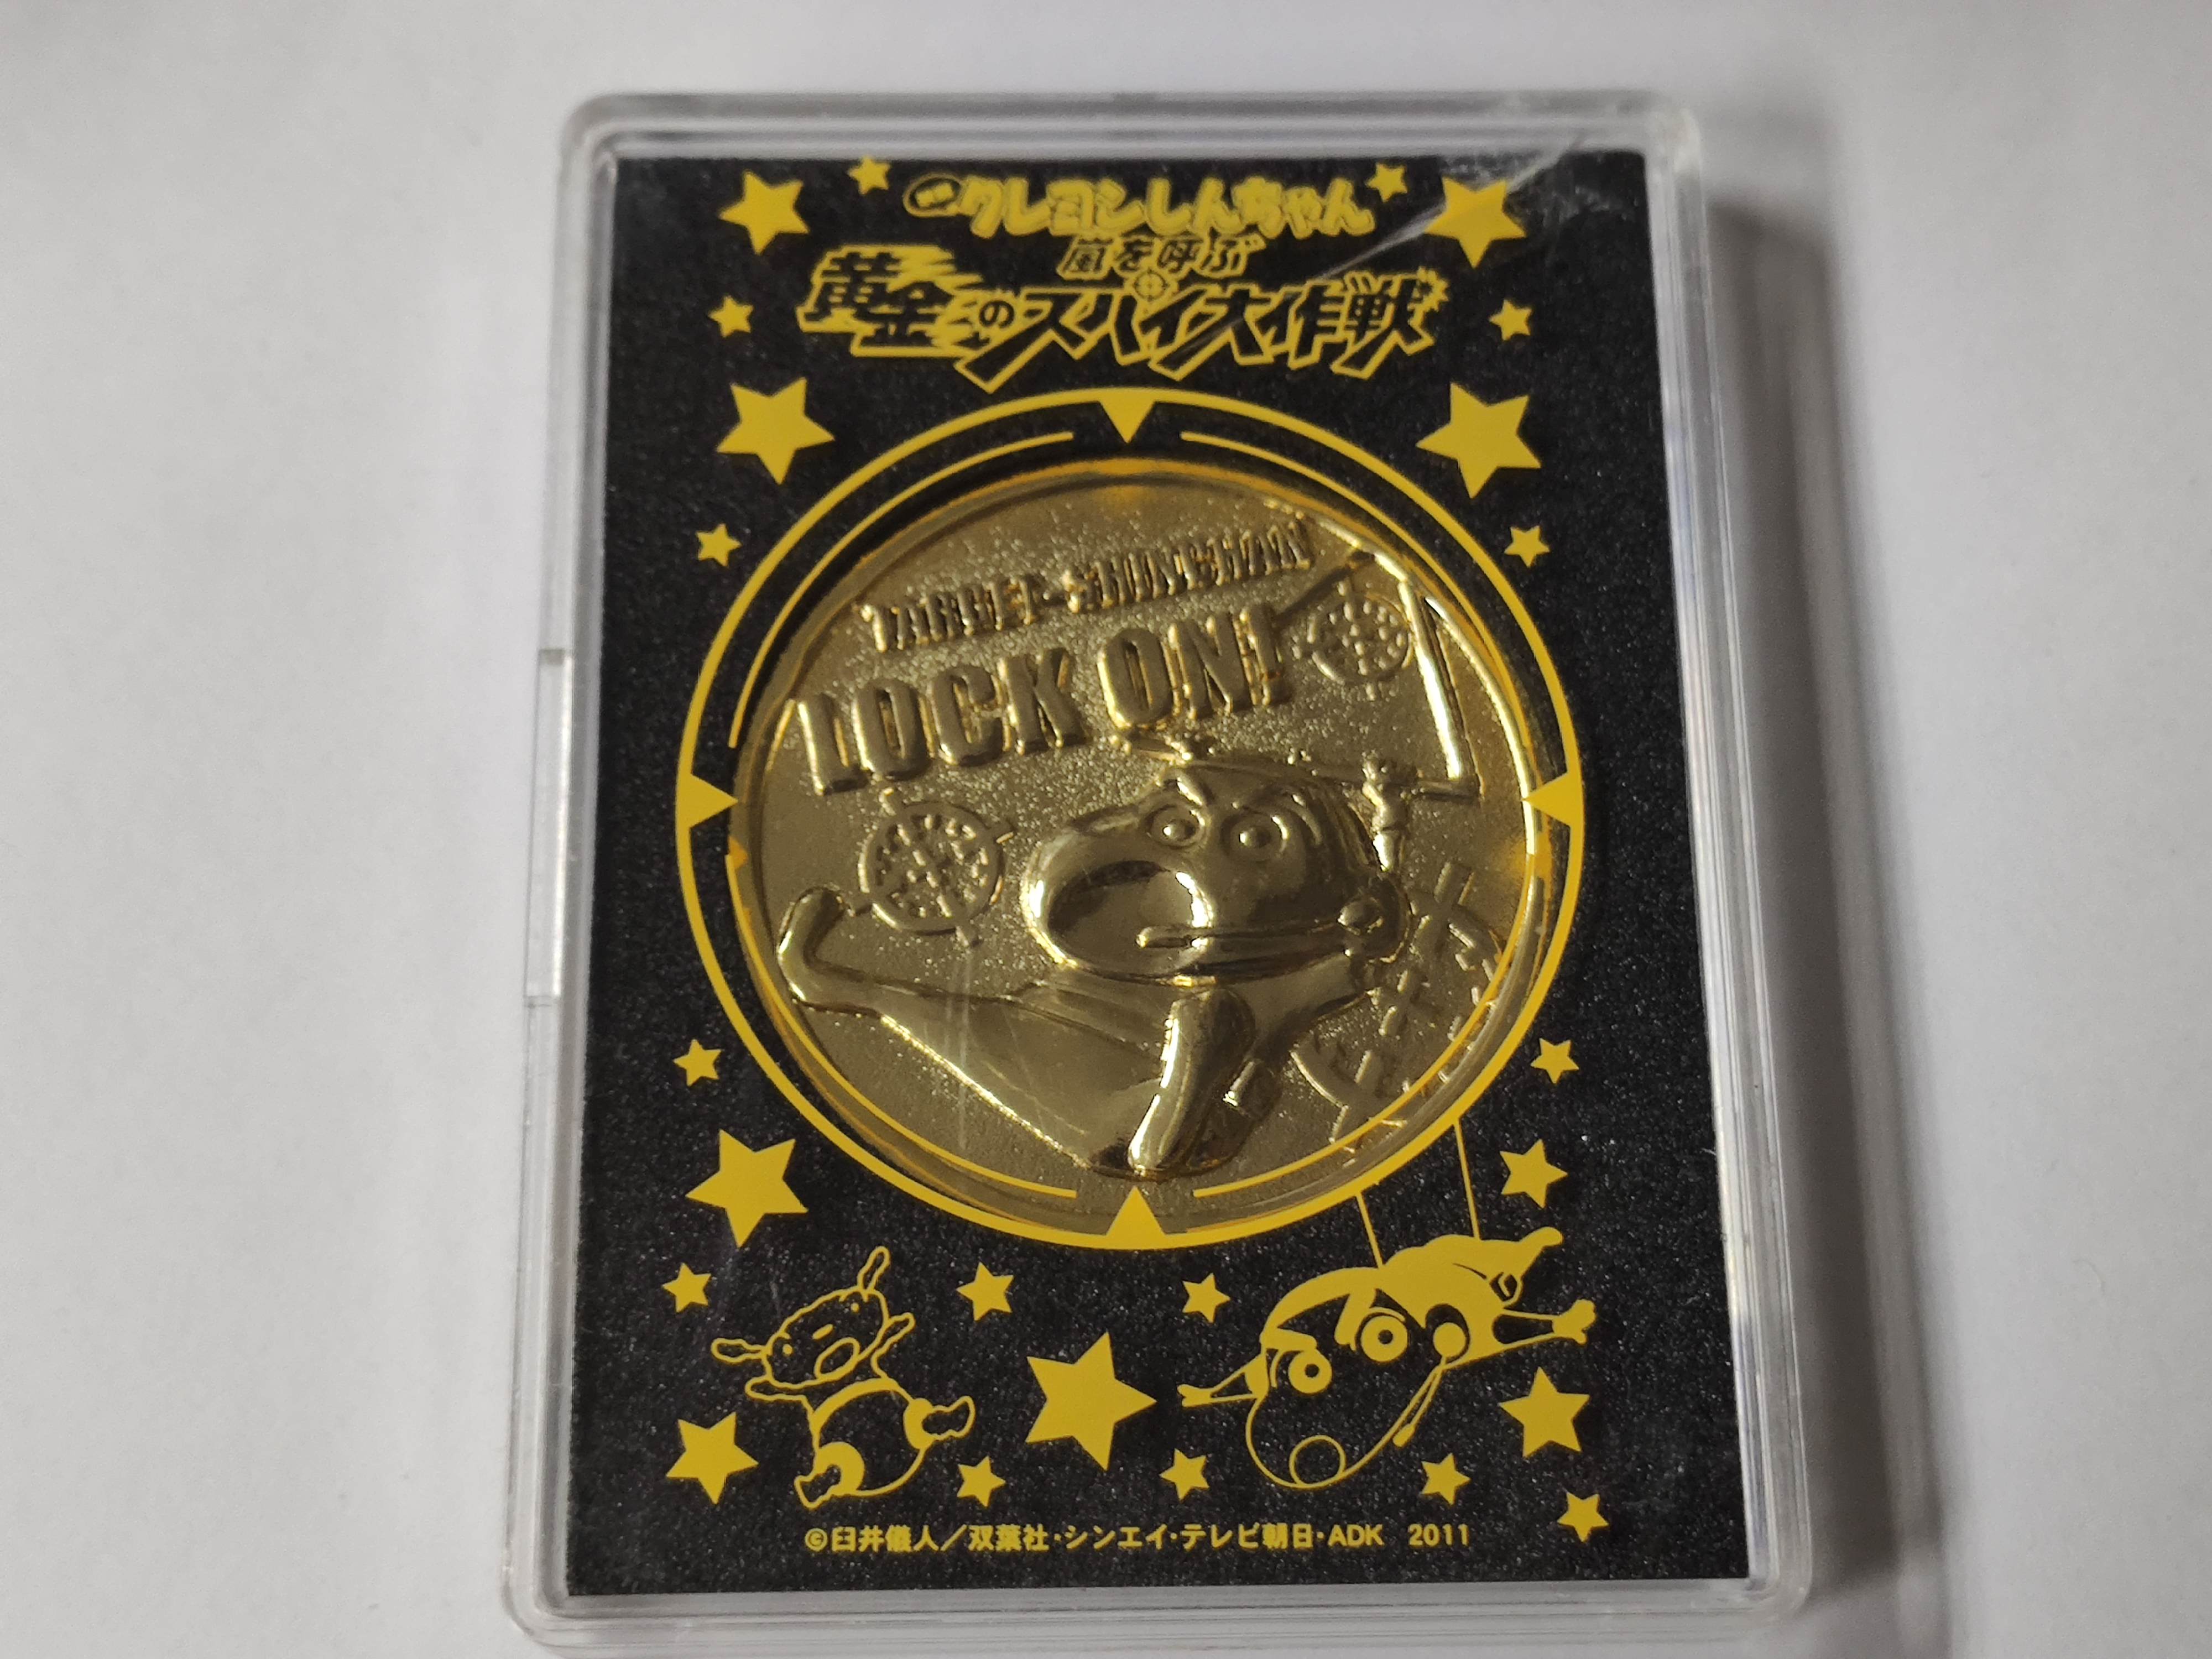 映画クレヨンしんちゃん
嵐を呼ぶ
黄金のスパイ大作戦
TARGET・SHINCHAN
LOCK ON!
©臼井儀人／双葉社・シンエイ・テレビ朝日・ADK 2011